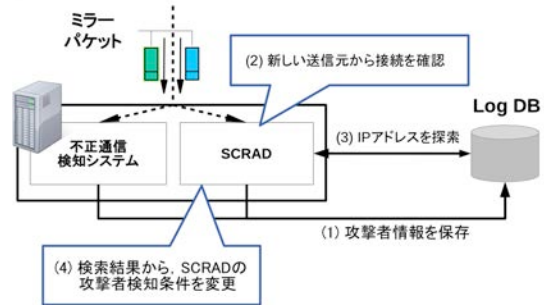 ミラー
パケット
(2) 新しい送信元から接続を確認
Log DB
不正通信
検知システム
SCRAD
(3) IPアドレスを探索
(1) 攻撃者情報を保存
(4) 検索結果から, SCRADの
攻撃者検知条件を変更